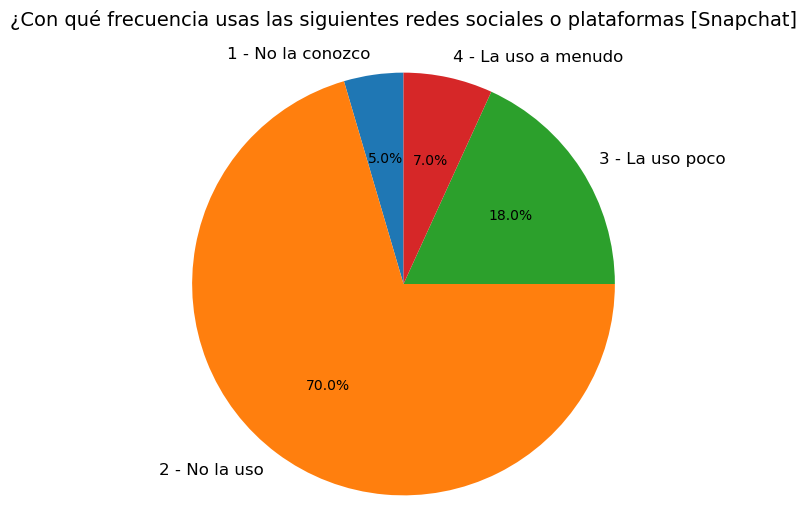 ¿Con qué frecuencia usas las siguientes redes sociales o plataformas [Snapchat]
1 - No la conozco
4 - La uso a menudo
5.0%
7.0%
3 - La uso poco
18.0%
70.0%
2 - No la uso